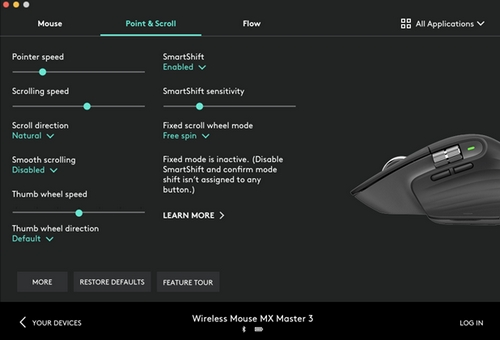 Mouse
Point & Scroll
Flow
All Applications
Pointer speed
Scrolling speed
Scroll direction
Natural
Smooth scrolling
Disabled
Thumb wheel speed
Thumb wheel direction
Default
SmartShift
Enabled
SmartShift sensitivity
Fixed scroll wheel mode
Free spin
Fixed mode is inactive. (Disable
SmartShift and confirm mode
shift isn't assigned to any
button.)
LEARN MORE
MORE
RESTORE DEFAULTS
FEATURE TOUR
YOUR DEVICES
Wireless Mouse MX Master 3
LOG IN